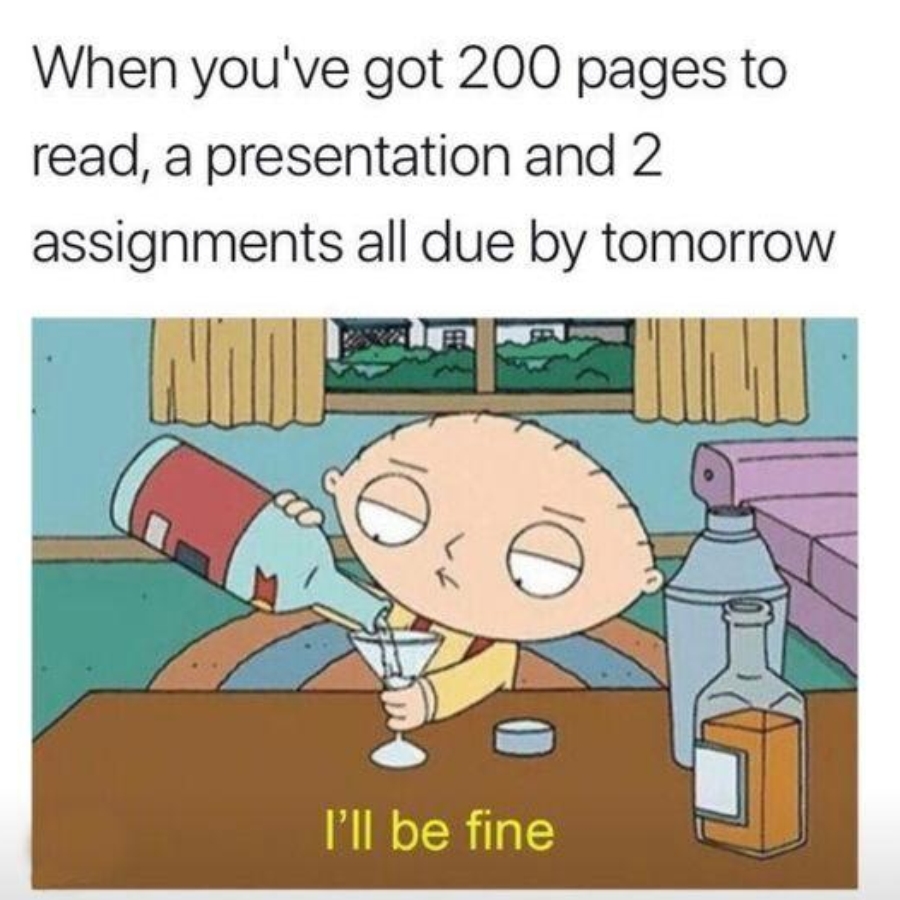 When you've got 200 pages to
read, a presentation and 2
assignments all due by tomorrow
I'll be fine